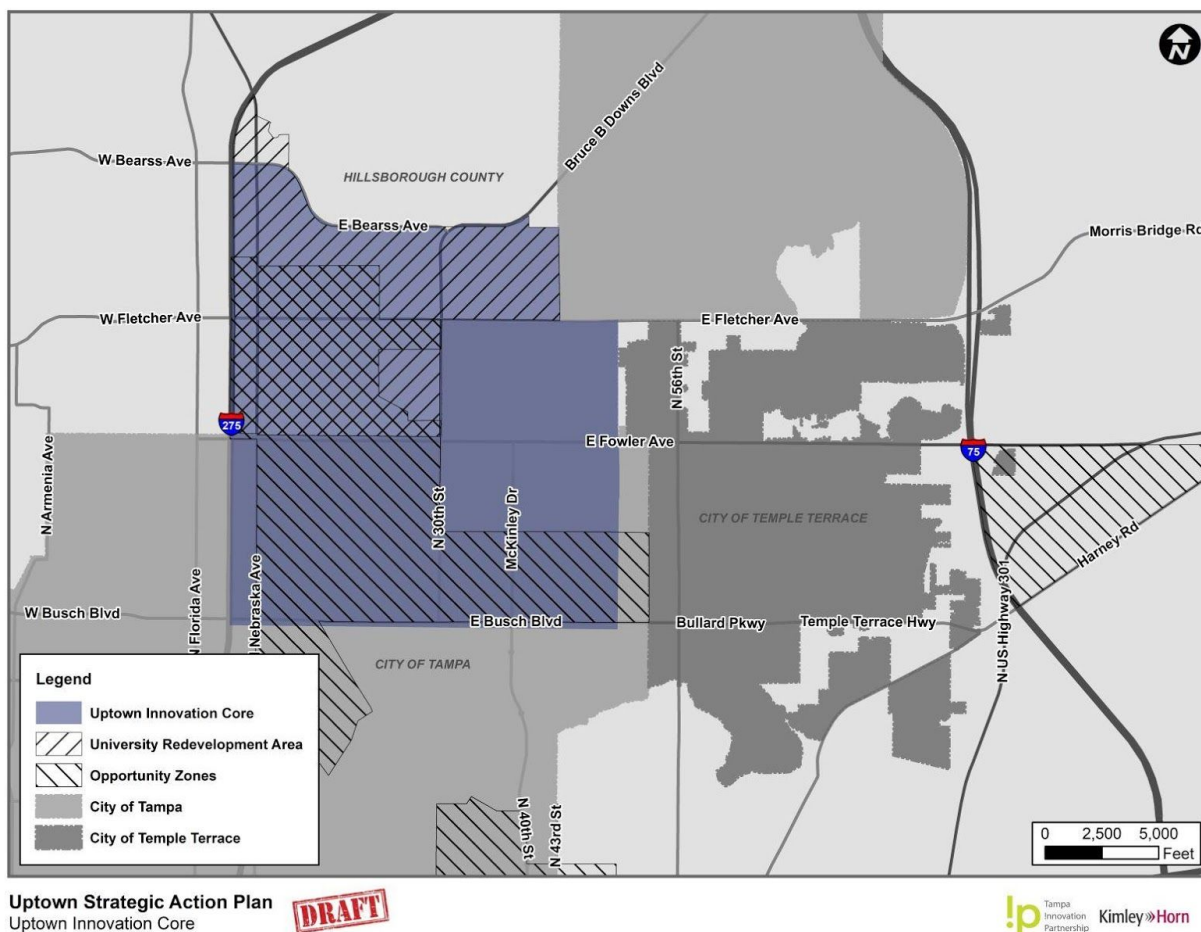 N
Bruce B Downs Blvd
W Bearss Ave
HILLSBOROUGH COUNTY
E Bearss Ave
Morris Bridge Rd
W Fletcher Ave
E Fletcher Ave
N 56th St
275
E Fowler Ave
75
N Armenia Ave
N 30th St
McKinley Dr
CITY OF TEMPLE TERRACE
Harney Rd
N Florida Ave
Nebraska Ave
W Busch Blvd
E Busch Blvd
Bullard Pkwy
Temple Terrace Hwy
N US Highway 301
CITY OF TAMPA
Legend
Uptown Innovation Core
University Redevelopment Area
Opportunity Zones
City of Tampa
City of Temple Terrace
N 40th St
N 43rd St
0 2,500 5,000
Feet
Uptown Strategic Action Plan
Uptown Innovation Core
DRAFT
!p
Tampa
Innovation
Partnership
Kimley»Horn